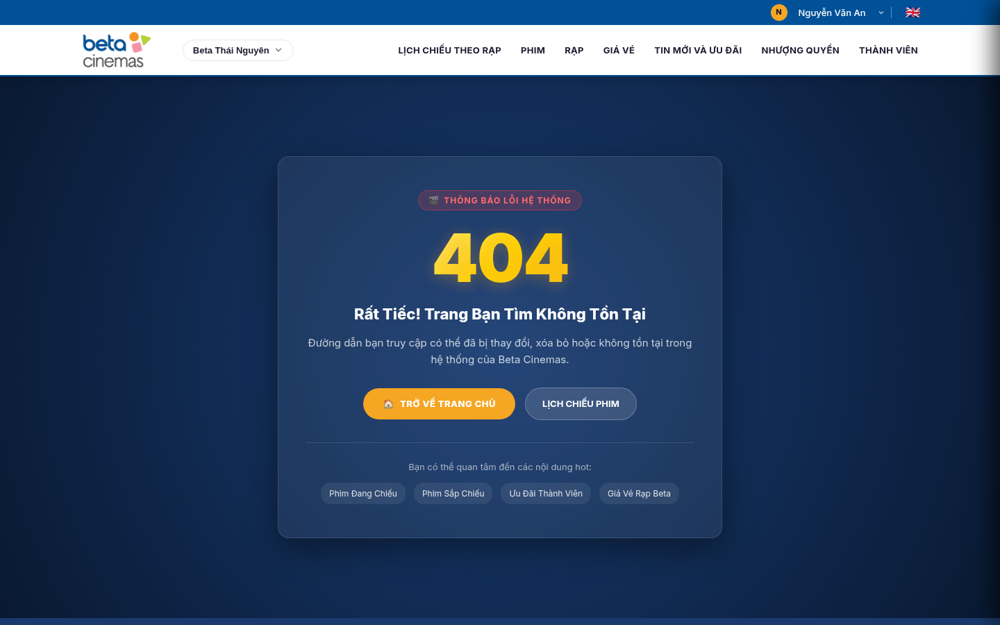 N
Nguyễn Văn An
beta
cinemas
Beta Thái Nguyên
LỊCH CHIẾU THEO RẠP
PHIM
RẠP
GIÁ VÉ
TIN MỚI VÀ ƯU ĐÃI
NHƯỢNG QUYỀN
THÀNH VIÊN
THÔNG BÁO LỖI HỆ THỐNG
404
Rất Tiếc! Trang Bạn Tìm Không Tồn Tại
Đường dẫn bạn truy cập có thể đã bị thay đổi, xóa bỏ hoặc không tồn tại trong
hệ thống của Beta Cinemas.
TRỞ VỀ TRANG CHỦ
LỊCH CHIẾU PHIM
Bạn có thể quan tâm đến các nội dung hot:
Phim Đang Chiếu
Phim Sắp Chiếu
Ưu Đãi Thành Viên
Giá Vé Rạp Beta